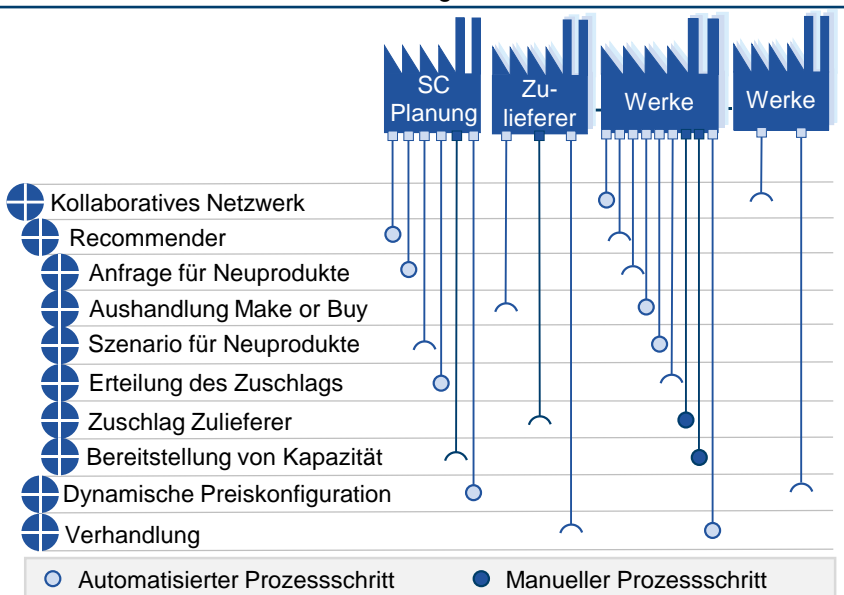 SC
Planung
Zu-
lieferer
Werke
Werke
Kollaboratives Netzwerk
Recommender
Anfrage für Neuprodukte
Aushandlung Make or Buy
Szenario für Neuprodukte
Erteilung des Zuschlags
Zuschlag Zulieferer
Bereitstellung von Kapazität
Dynamische Preiskonfiguration
Verhandlung
Automatisierter Prozessschritt
Manueller Prozessschritt